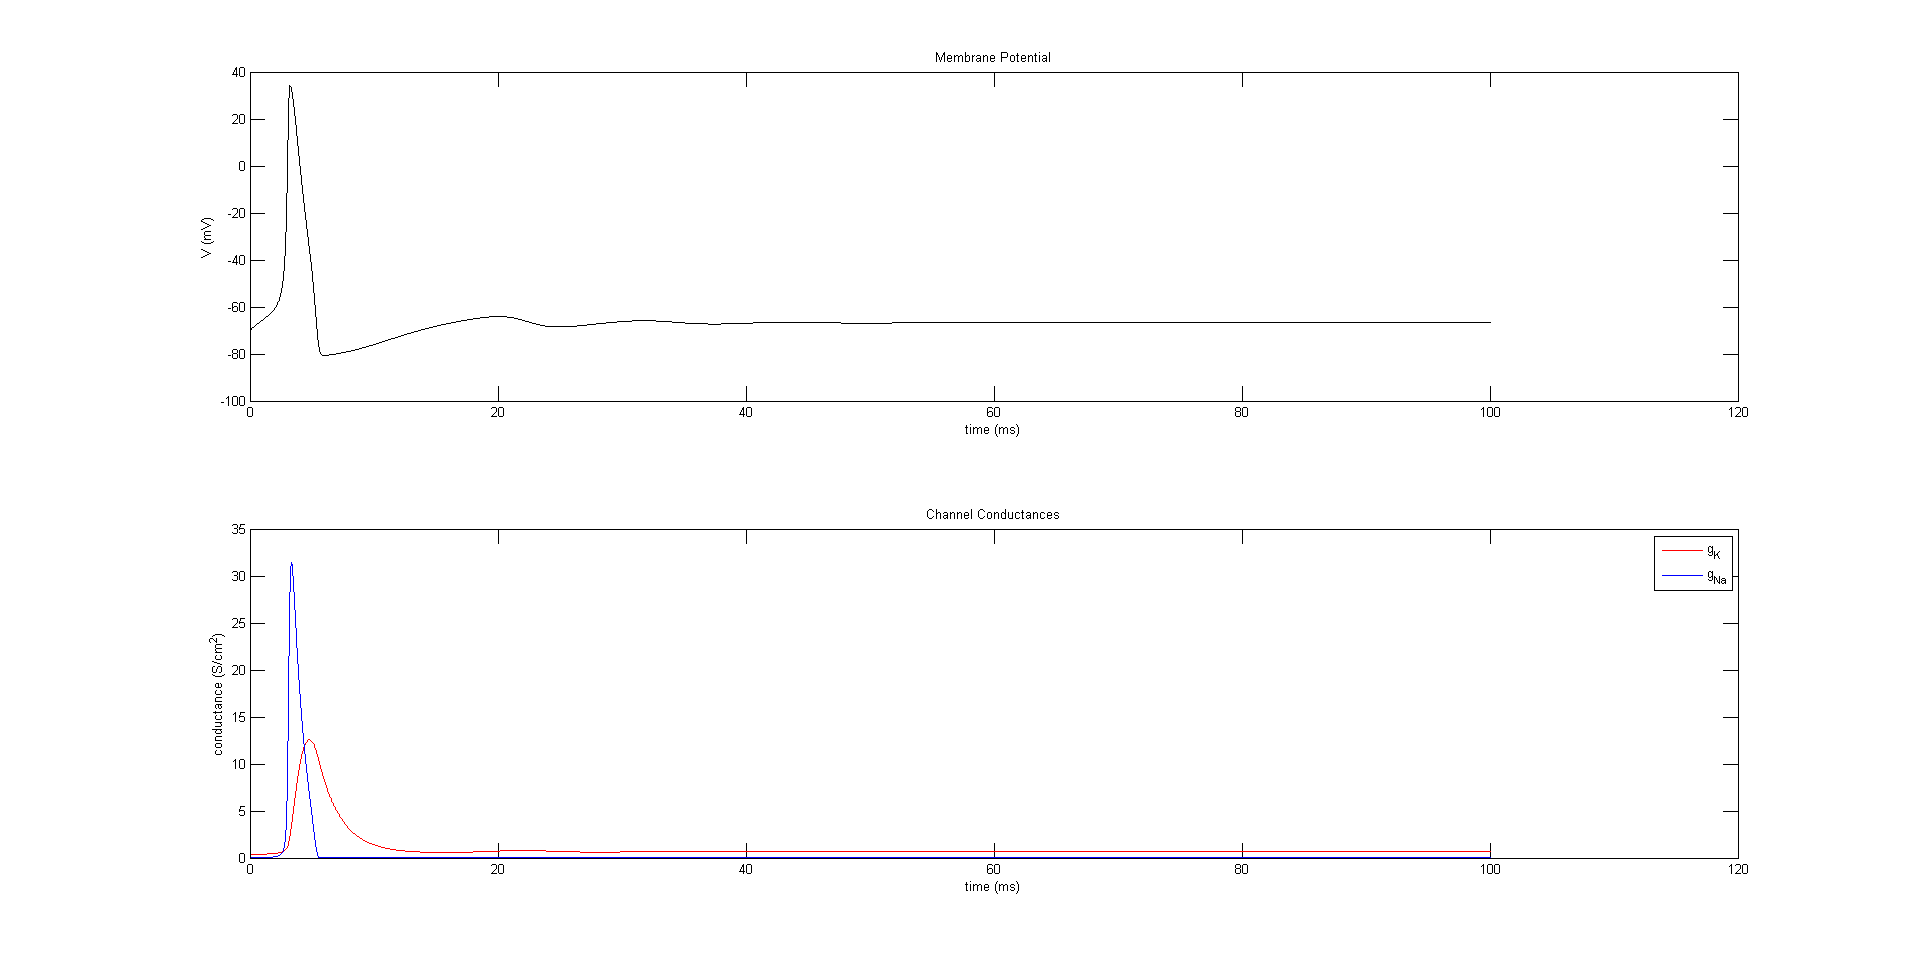 Membrane Potential
40
20
0
-20
-40
-60
-80
-100
V (mV)
0 20 40 60 80 100 120
time (ms)
Channel Conductances
35
30
25
20
15
10
5
0
conductance (S/cm²)
g_K
g_Na
0 20 40 60 80 100 120
time (ms)